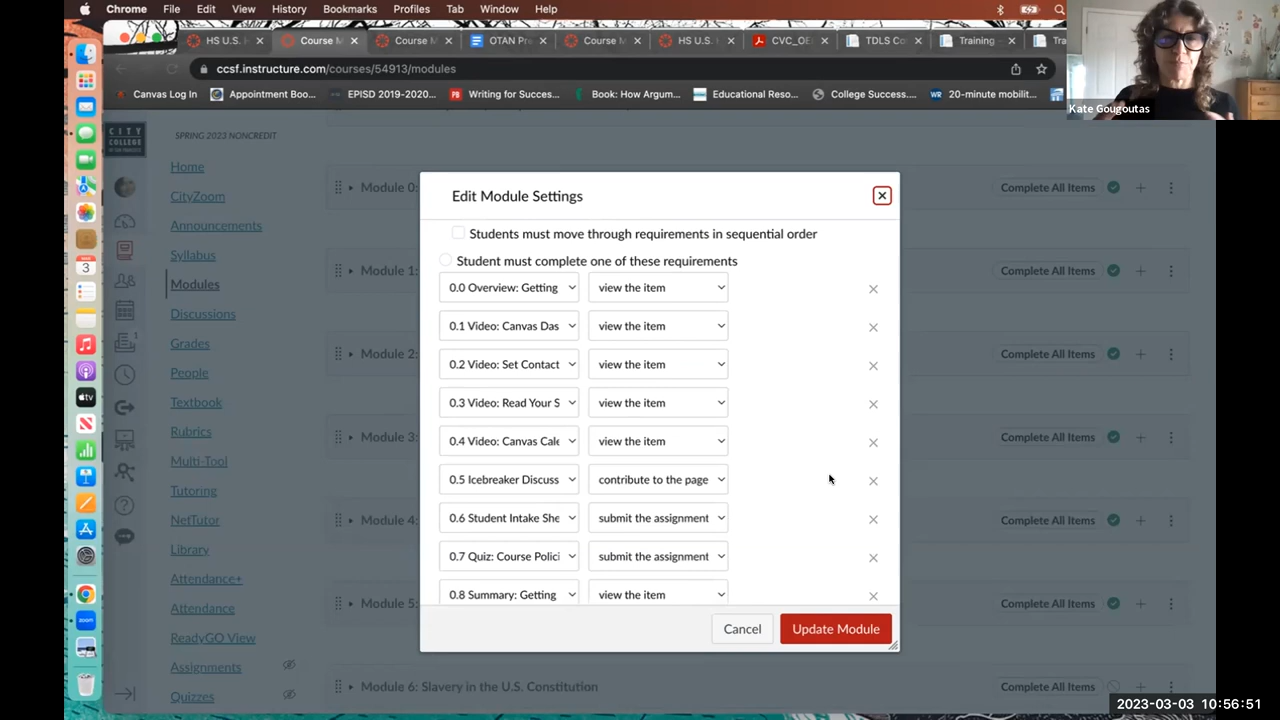 Chrome File Edit View History Bookmarks Profiles Tab Window Help
HS U.S. H Course M Course M OTAN Pre Course M HS U.S. CVC_OE TDLS Co Training – Tra
ccsf.instructure.com/courses/54913/modules
Canvas Log In Appointment Boo... EPISD 2019-2020... Writing for Succes... Book: How Argum... Educational Reso... College Success.... 20-minute mobilit...
Kate Gougoutas
CITY
COLLEGE
SPRING 2023 NONCREDIT
Home
CityZoom
Announcements
Syllabus
Modules
Discussions
Grades
People
Textbook
Rubrics
Multi-Tool
Tutoring
NetTutor
Library
Attendance+
Attendance
ReadyGO View
Assignments
Quizzes
MAR
3
1
tv
zoom
Module 0: Complete All Items
Module 1: Complete All Items
Module 2: Complete All Items
Module 3: Complete All Items
Module 4: Complete All Items
Module 5: Complete All Items
Module 6: Slavery in the U.S. Constitution Complete All Items
Edit Module Settings
Students must move through requirements in sequential order
Student must complete one of these requirements
0.0 Overview: Getting view the item
0.1 Video: Canvas Das view the item
0.2 Video: Set Contact view the item
0.3 Video: Read Your S view the item
0.4 Video: Canvas Cale view the item
0.5 Icebreaker Discuss contribute to the page
0.6 Student Intake She submit the assignment
0.7 Quiz: Course Polici submit the assignment
0.8 Summary: Getting view the item
Cancel Update Module
2023-03-03 10:56:51